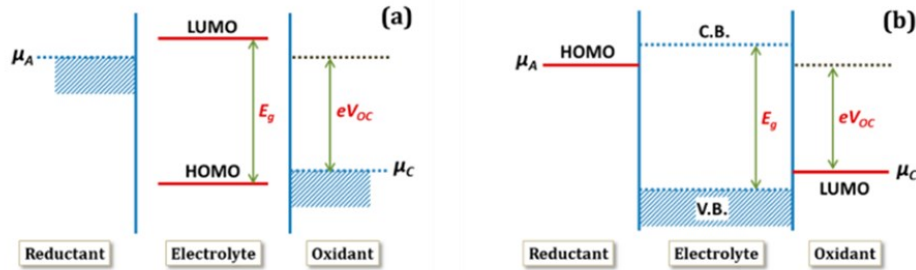 (a)
LUMO
μA
Eg
eVOC
HOMO
μC
Reductant
Electrolyte
Oxidant
(b)
C.B.
HOMO
μA
Eg
eVOC
μC
LUMO
V.B.
Reductant
Electrolyte
Oxidant